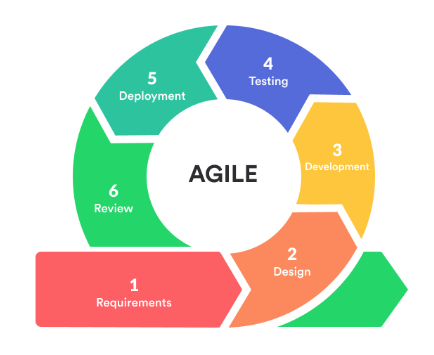 AGILE
1
Requirements
2
Design
3
Development
4
Testing
5
Deployment
6
Review